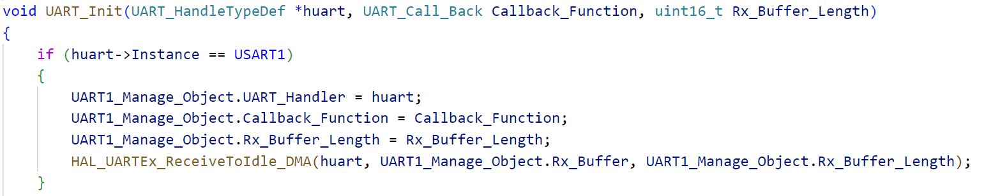 void UART_Init(UART_HandleTypeDef *huart, UART_Call_Back Callback_Function, uint16_t Rx_Buffer_Length)
{
    if (huart->Instance == USART1)
    {
        UART1_Manage_Object.UART_Handler = huart;
        UART1_Manage_Object.Callback_Function = Callback_Function;
        UART1_Manage_Object.Rx_Buffer_Length = Rx_Buffer_Length;
        HAL_UARTEx_ReceiveToIdle_DMA(huart, UART1_Manage_Object.Rx_Buffer, UART1_Manage_Object.Rx_Buffer_Length);
    }